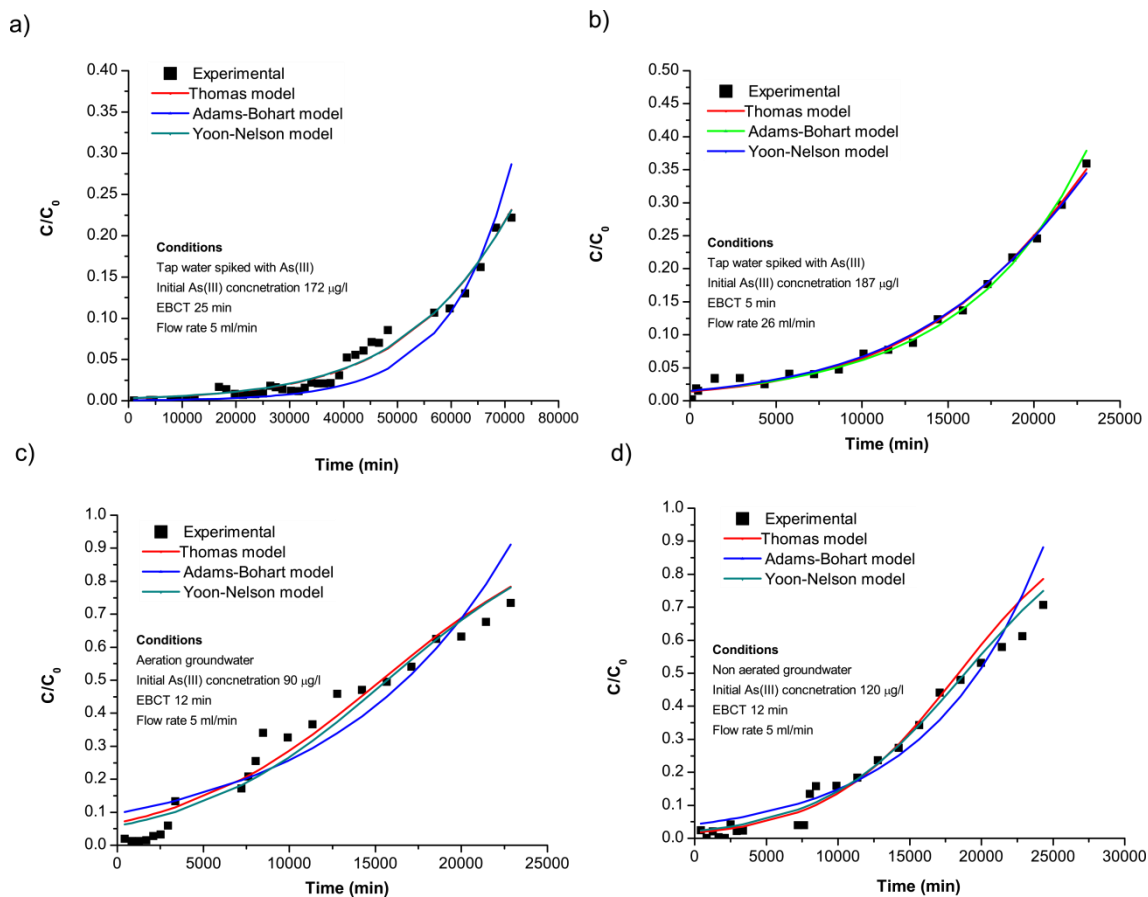 a)
0.40
0.35
0.30
0.25
0.20
0.15
0.10
0.05
0.00
C/C0
Experimental
Thomas model
Adams-Bohart model
Yoon-Nelson model
Conditions
Tap water spiked with As(III)
Initial As(III) concnetration 172 µg/l
EBCT 25 min
Flow rate 5 ml/min
0 10000 20000 30000 40000 50000 60000 70000 80000
Time (min)
b)
0.50
0.45
0.40
0.35
0.30
0.25
0.20
0.15
0.10
0.05
0.00
C/C0
Experimental
Thomas model
Adams-Bohart model
Yoon-Nelson model
Conditions
Tap water spiked with As(III)
Initial As(III) concnetration 187 µg/l
EBCT 5 min
Flow rate 26 ml/min
0 5000 10000 15000 20000 25000
Time (min)
c)
1.0
0.9
0.8
0.7
0.6
0.5
0.4
0.3
0.2
0.1
0.0
C/C0
Experimental
Thomas model
Adams-Bohart model
Yoon-Nelson model
Conditions
Aeration groundwater
Initial As(III) concnetration 90 µg/l
EBCT 12 min
Flow rate 5 ml/min
0 5000 10000 15000 20000 25000
Time (min)
d)
1.0
0.9
0.8
0.7
0.6
0.5
0.4
0.3
0.2
0.1
0.0
C/C0
Experimental
Thomas model
Adams-Bohart model
Yoon-Nelson model
Conditions
Non aerated groundwater
Initial As(III) concnetration 120 µg/l
EBCT 12 min
Flow rate 5 ml/min
0 5000 10000 15000 20000 25000 30000
Time (min)